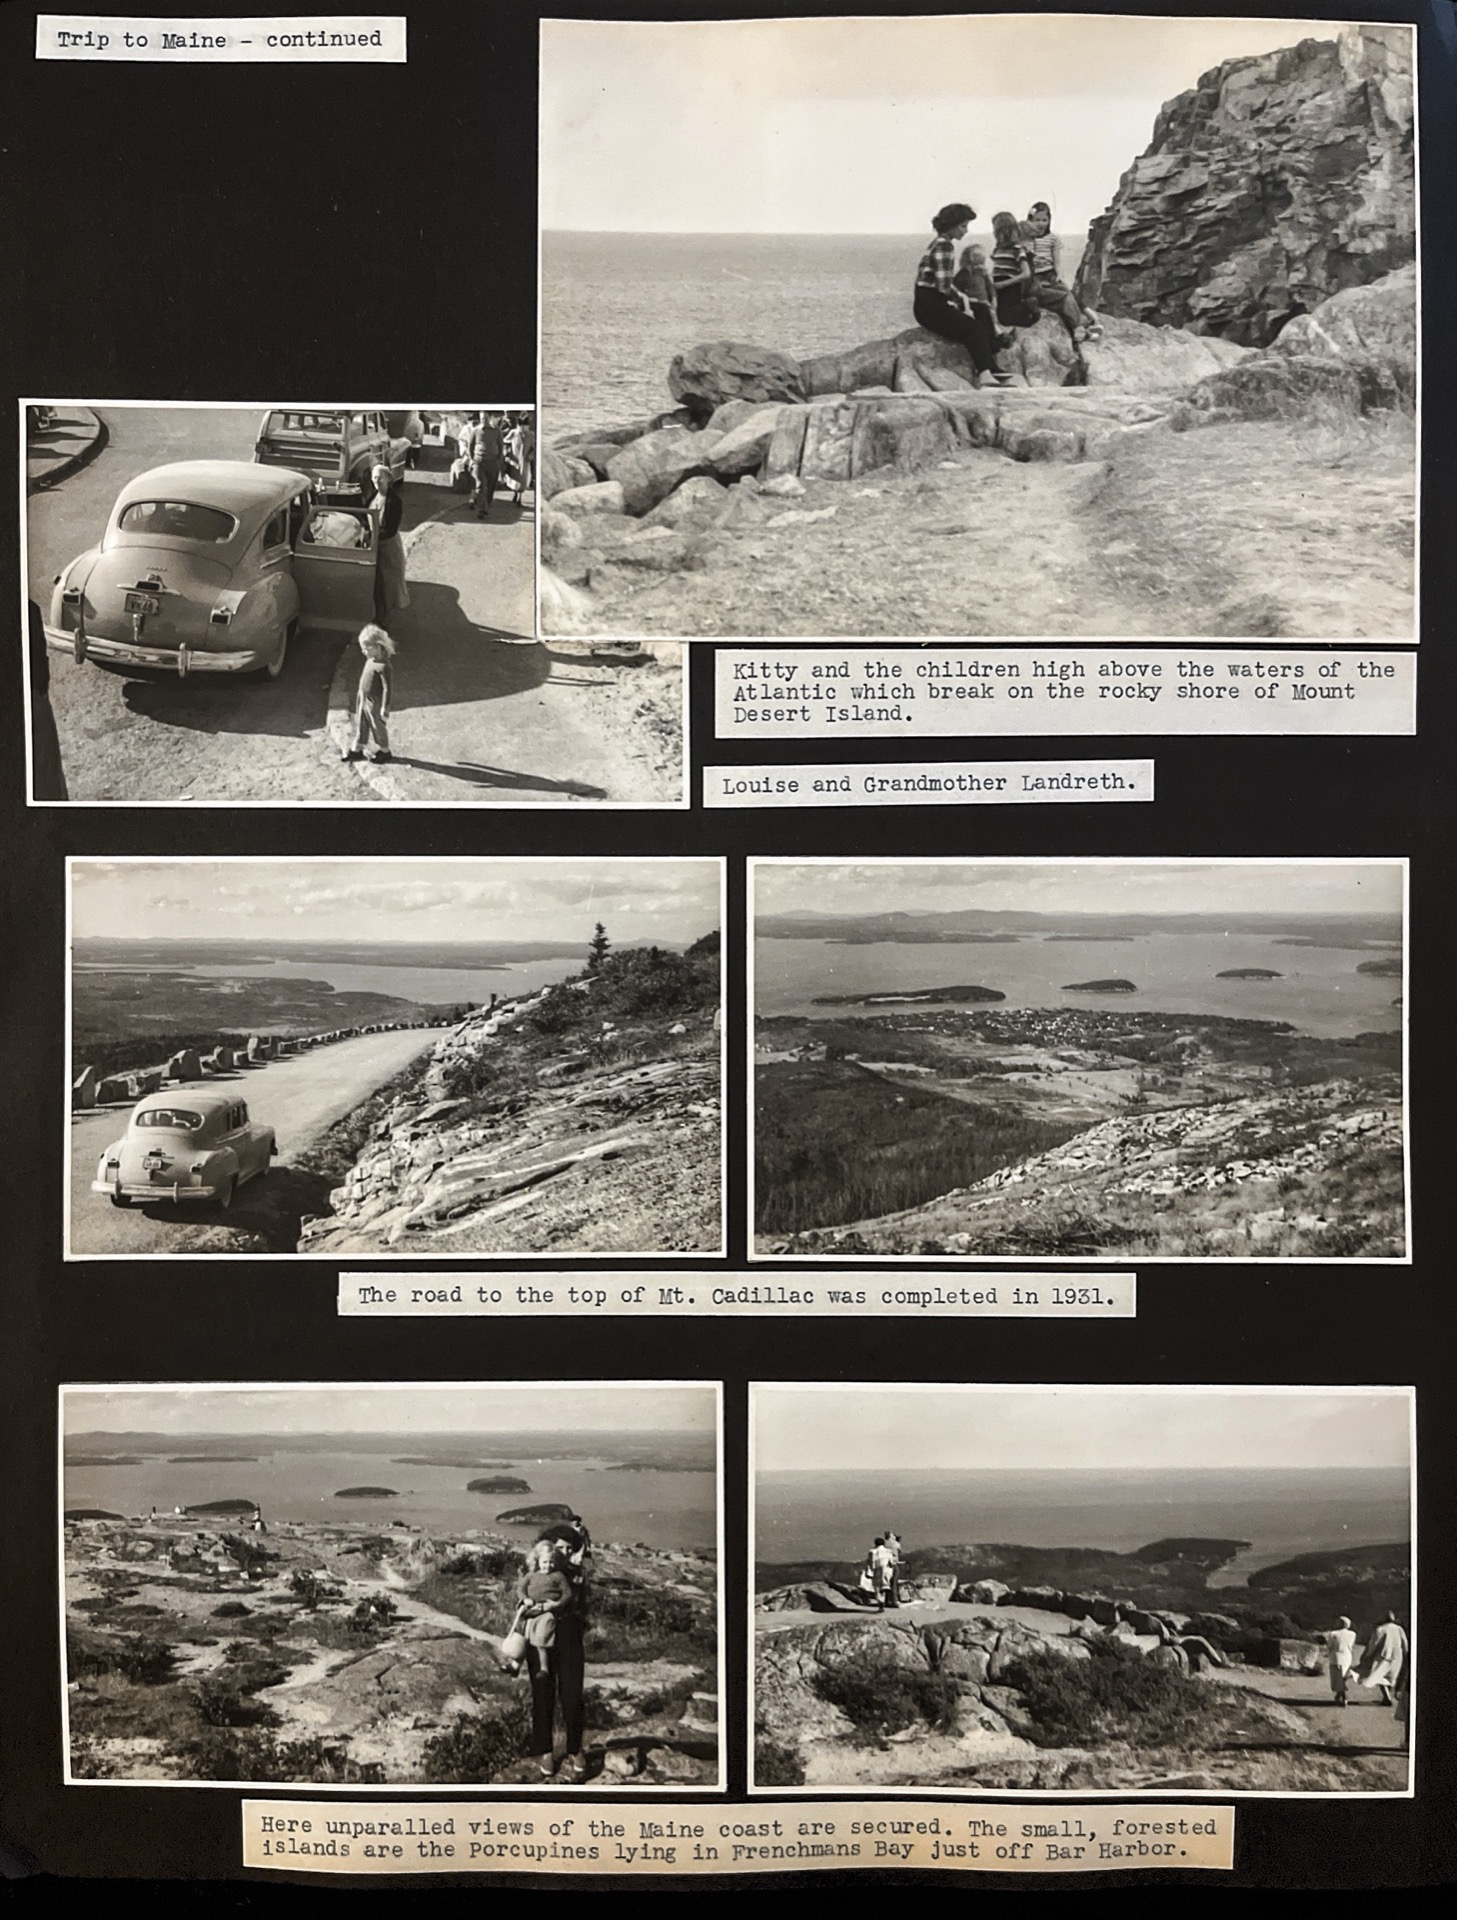 Trip to Maine - continued
Kitty and the children high above the waters of the
Atlantic which break on the rocky shore of Mount
Desert Island.
Louise and Grandmother Landreth.
The road to the top of Mt. Cadillac was completed in 1931.
Here unparalled views of the Maine coast are secured. The small, forested
islands are the Porcupines lying in Frenchmans Bay just off Bar Harbor.